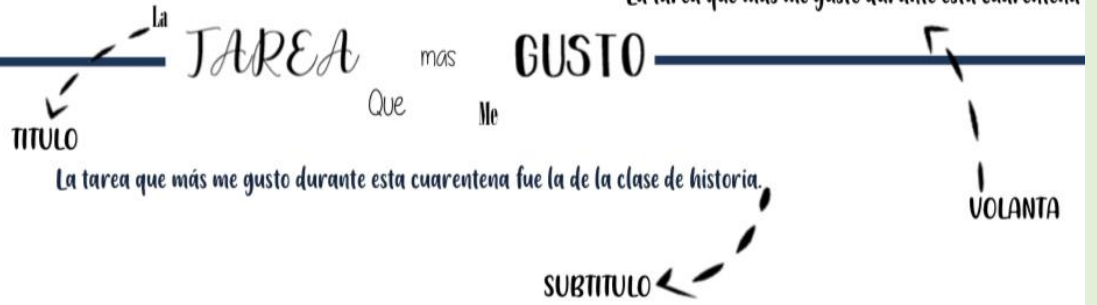 La tarea que más me gusto durante esta cuarentena
La
TAREA mas GUSTO
Que Me
TITULO
La tarea que más me gusto durante esta cuarentena fue la de la clase de historia.
VOLANTA
SUBTITULO